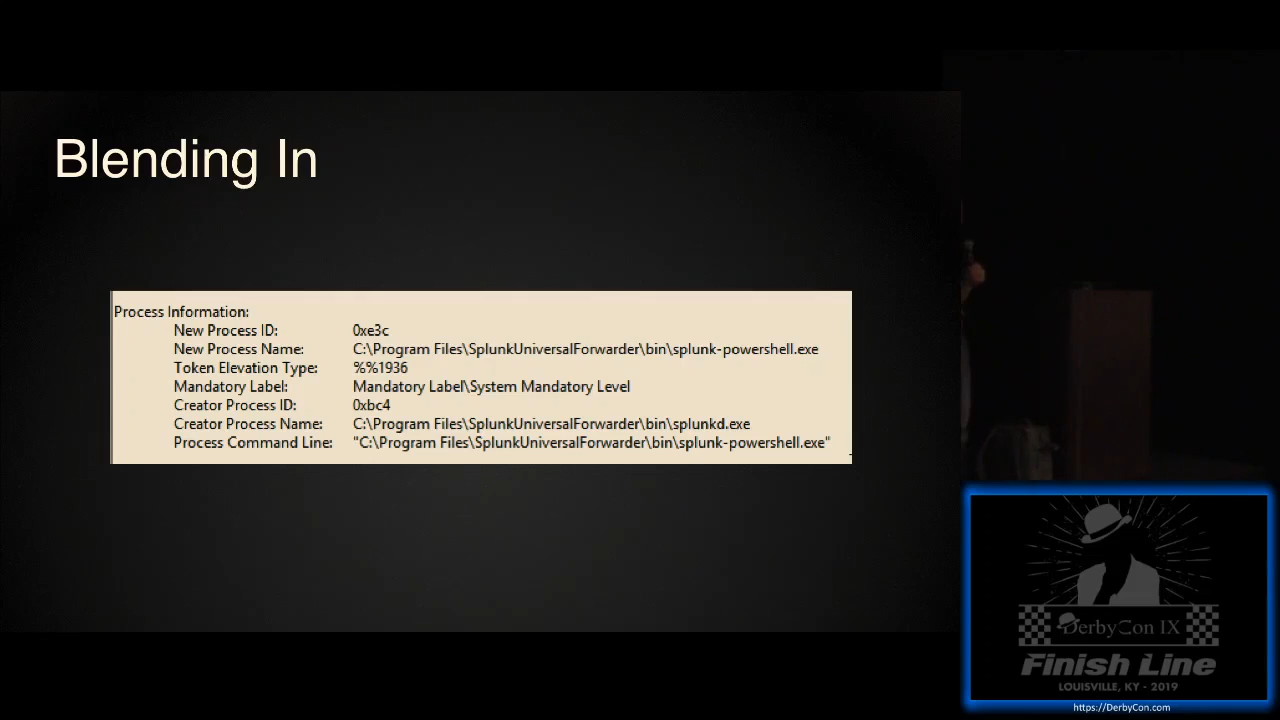 Blending In
Process Information:
New Process ID: 0xe3c
New Process Name: C:\Program Files\SplunkUniversalForwarder\bin\splunk-powershell.exe
Token Elevation Type: %%1936
Mandatory Label: Mandatory Label\System Mandatory Level
Creator Process ID: 0xbc4
Creator Process Name: C:\Program Files\SplunkUniversalForwarder\bin\splunkd.exe
Process Command Line: "C:\Program Files\SplunkUniversalForwarder\bin\splunk-powershell.exe"
DerbyCon IX
Finish Line
LOUISVILLE, KY - 2019
https://DerbyCon.com